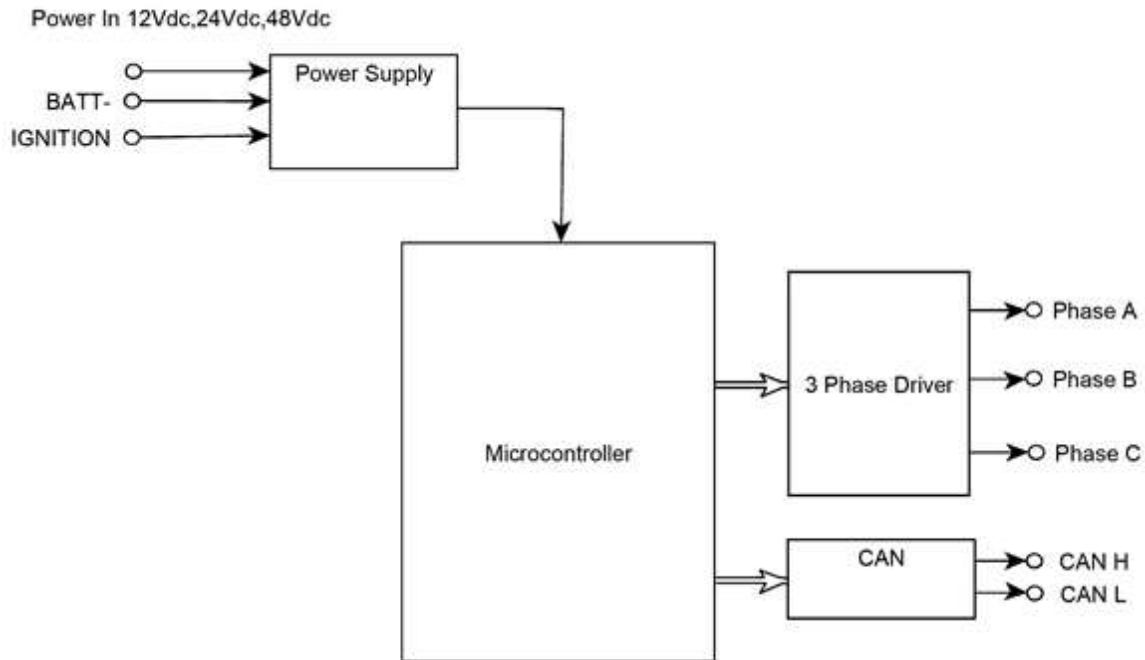 Power In 12Vdc,24Vdc,48Vdc
Power Supply
BATT-
IGNITION
Microcontroller
3 Phase Driver
Phase A
Phase B
Phase C
CAN
CAN H
CAN L